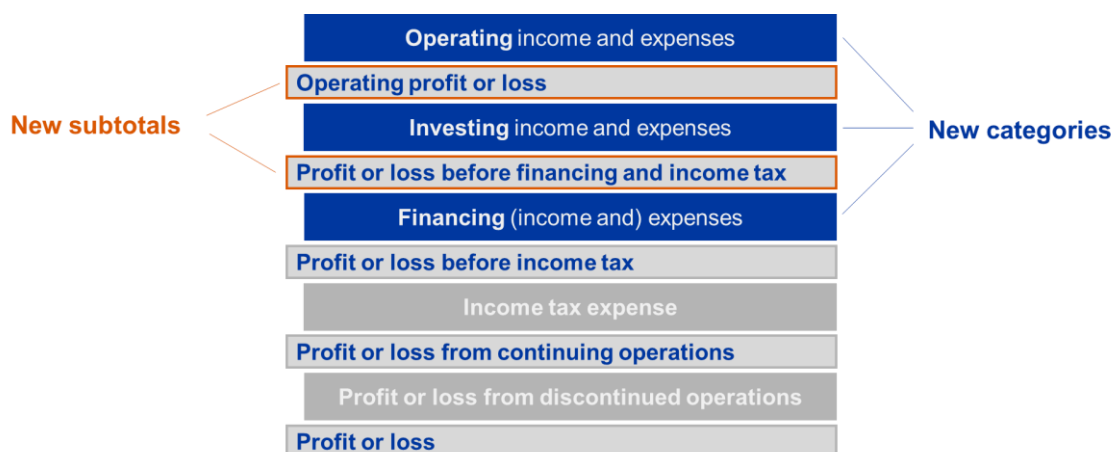 Operating income and expenses
Operating profit or loss
New subtotals
Investing income and expenses
New categories
Profit or loss before financing and income tax
Financing (income and) expenses
Profit or loss before income tax
Income tax expense
Profit or loss from continuing operations
Profit or loss from discontinued operations
Profit or loss